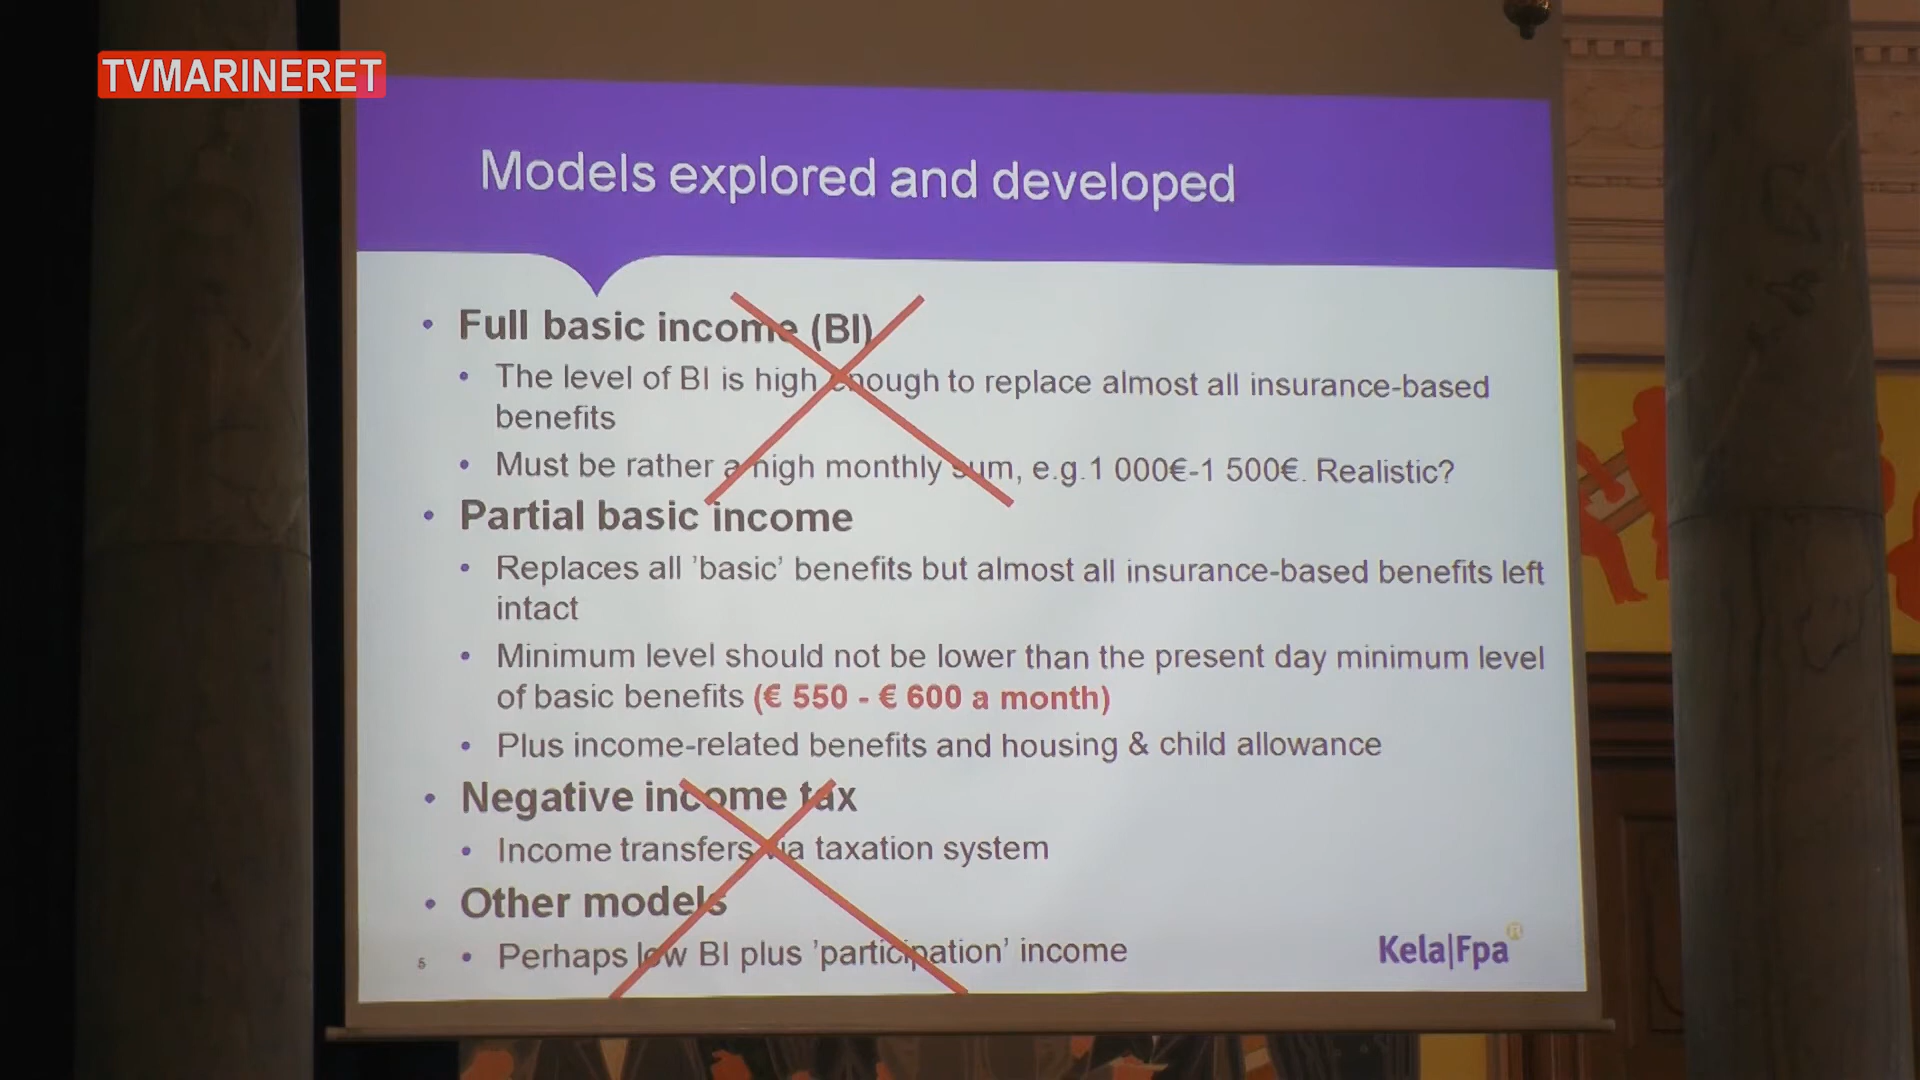 TVMARINERET
Models explored and developed
• Full basic income (BI)
• The level of BI is high enough to replace almost all insurance-based
benefits
• Must be rather a high monthly sum, e.g.1 000€-1 500€. Realistic?
• Partial basic income
• Replaces all 'basic' benefits but almost all insurance-based benefits left
intact
• Minimum level should not be lower than the present day minimum level
of basic benefits (€ 550 - € 600 a month)
• Plus income-related benefits and housing & child allowance
• Negative income tax
• Income transfers via taxation system
• Other models
• Perhaps low BI plus 'participation' income
5
Kela|Fpa®